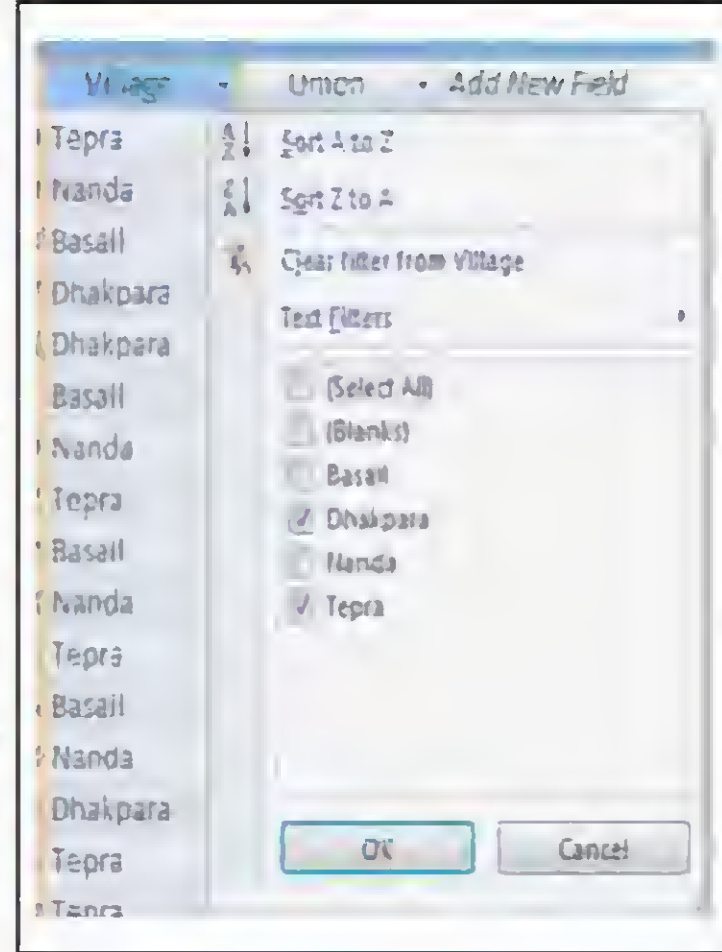 Village Union Add New Field
Tepra
Nanda
Basail
Dhakpara
Dhakpara
Basail
Nanda
Tepra
Basail
Nanda
Tepra
Basail
Nanda
Dhakpara
Tepra
Tepra
Sort A to Z
Sort Z to A
Clear filter from Village
Text Filters
(Select All)
(Blanks)
Basail
Dhakpara
Nanda
Tepra
OK Cancel